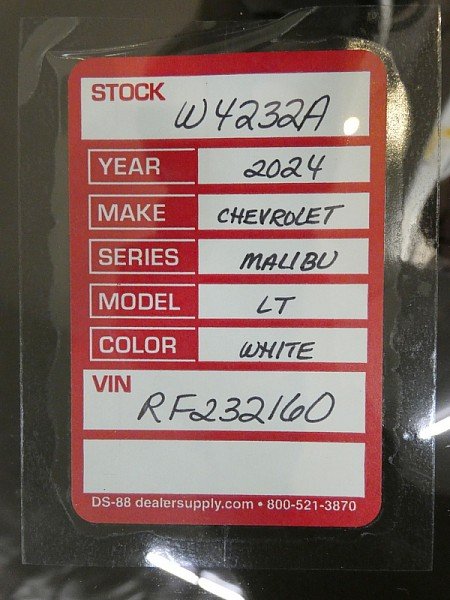 STOCK W4232A
YEAR 2024
MAKE CHEVROLET
SERIES MALIBU
MODEL LT
COLOR WHITE
VIN
RF232160
DS-88 dealersupply.com • 800-521-3870